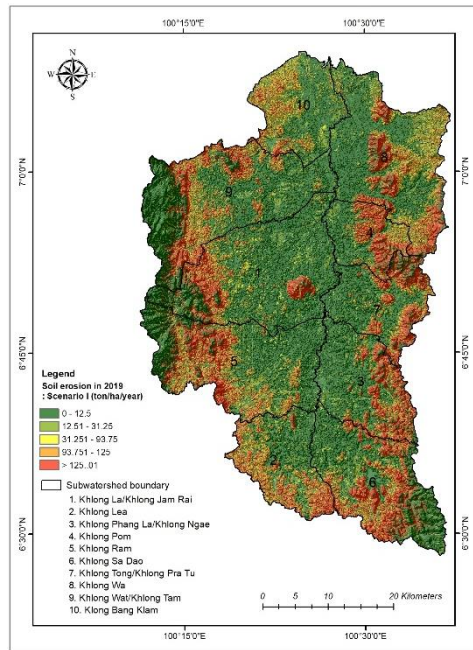 100°15'0"E 100°30'0"E
N
W E
S
10
8
7°0'0"N 7°0'0"N
9
4
1
7
6°45'0"N 6°45'0"N
5
3
Legend
Soil erosion in 2019
: Scenario I (ton/ha/year)
0 - 12.5
12.51 - 31.25
31.251 - 93.75
93.751 - 125
> 125..01
Subwatershed boundary
1. Khlong La/Khlong Jam Rai
2. Khlong Lea
3. Khlong Phang La/Khlong Ngae
4. Khlong Pom
5. Khlong Ram
6. Khlong Sa Dao
7. Khlong Tong/Khlong Pra Tu
8. Khlong Wa
9. Khlong Wat/Khlong Tam
10. Klong Bang Klam
2
6
6°30'0"N 6°30'0"N
0 5 10 20 Kilometers
100°15'0"E 100°30'0"E